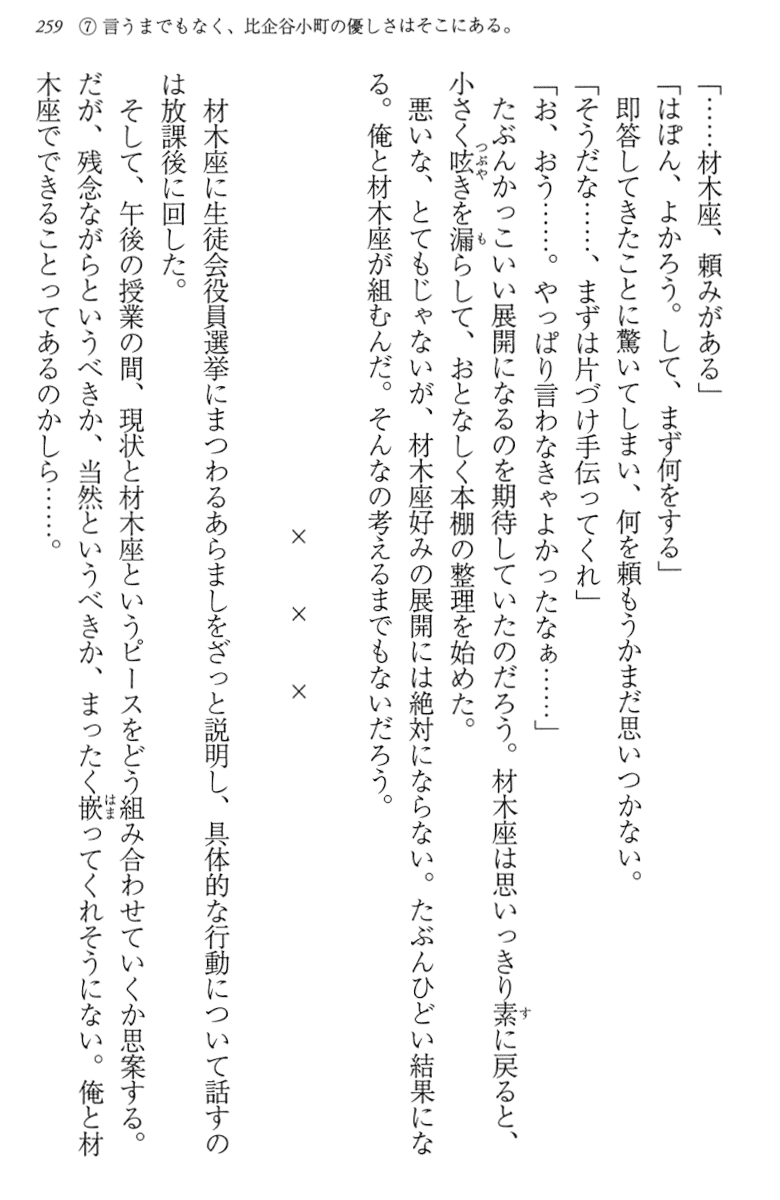 259 ⑦ 言うまでもなく、比企谷小町の優しさはそこにある。
「……材木座、頼みがある」
「はぽん、よかろう。して、まず何をする」
即答してきたことに驚いてしまい、何を頼もうかまだ思いつかない。
「そうだな……、まずは片づけ手伝ってくれ」
「お、おう……。やっぱり言わなきゃよかったなぁ……」
たぶんかっこいい展開になるのを期待していたのだろう。材木座は思いっきり素に戻ると、
小さく呟きを漏らして、おとなしく本棚の整理を始めた。
悪いな、とてもじゃないが、材木座好みの展開には絶対にならない。たぶんひどい結果にな
る。俺と材木座が組むんだ。そんなの考えるまでもないだろう。
× × ×
材木座に生徒会役員選挙にまつわるあらましをざっと説明し、具体的な行動について話すの
は放課後に回した。
そして、午後の授業の間、現状と材木座というピースをどう組み合わせていくか思案する。
だが、残念ながらというべきか、当然というべきか、まったく嵌ってくれそうにない。俺と材
木座でできることってあるのかしら……。